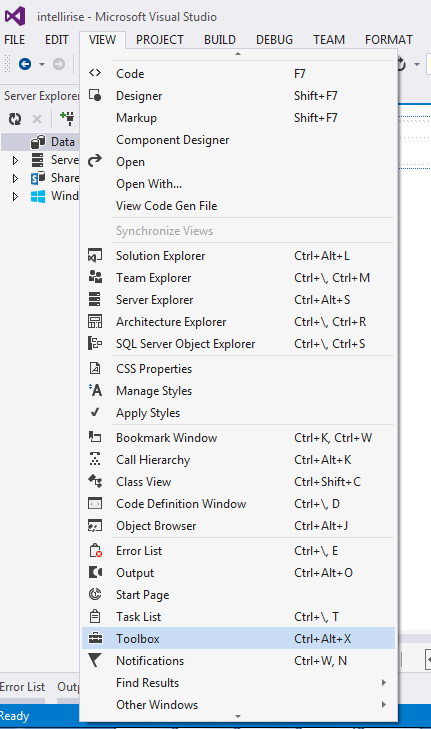 intellirise - Microsoft Visual Studio
FILE EDIT VIEW PROJECT BUILD DEBUG TEAM FORMAT
Server Explorer
Data
Serve
Share
Wind
Code F7
Designer Shift+F7
Markup Shift+F7
Component Designer
Open
Open With...
View Code Gen File
Synchronize Views
Solution Explorer Ctrl+Alt+L
Team Explorer Ctrl+\, Ctrl+M
Server Explorer Ctrl+Alt+S
Architecture Explorer Ctrl+\, Ctrl+R
SQL Server Object Explorer Ctrl+\, Ctrl+S
CSS Properties
Manage Styles
Apply Styles
Bookmark Window Ctrl+K, Ctrl+W
Call Hierarchy Ctrl+Alt+K
Class View Ctrl+Shift+C
Code Definition Window Ctrl+\, D
Object Browser Ctrl+Alt+J
Error List Ctrl+\, E
Output Ctrl+Alt+O
Start Page
Task List Ctrl+\, T
Toolbox Ctrl+Alt+X
Notifications Ctrl+W, N
Find Results
Other Windows
Error List Outp
Ready